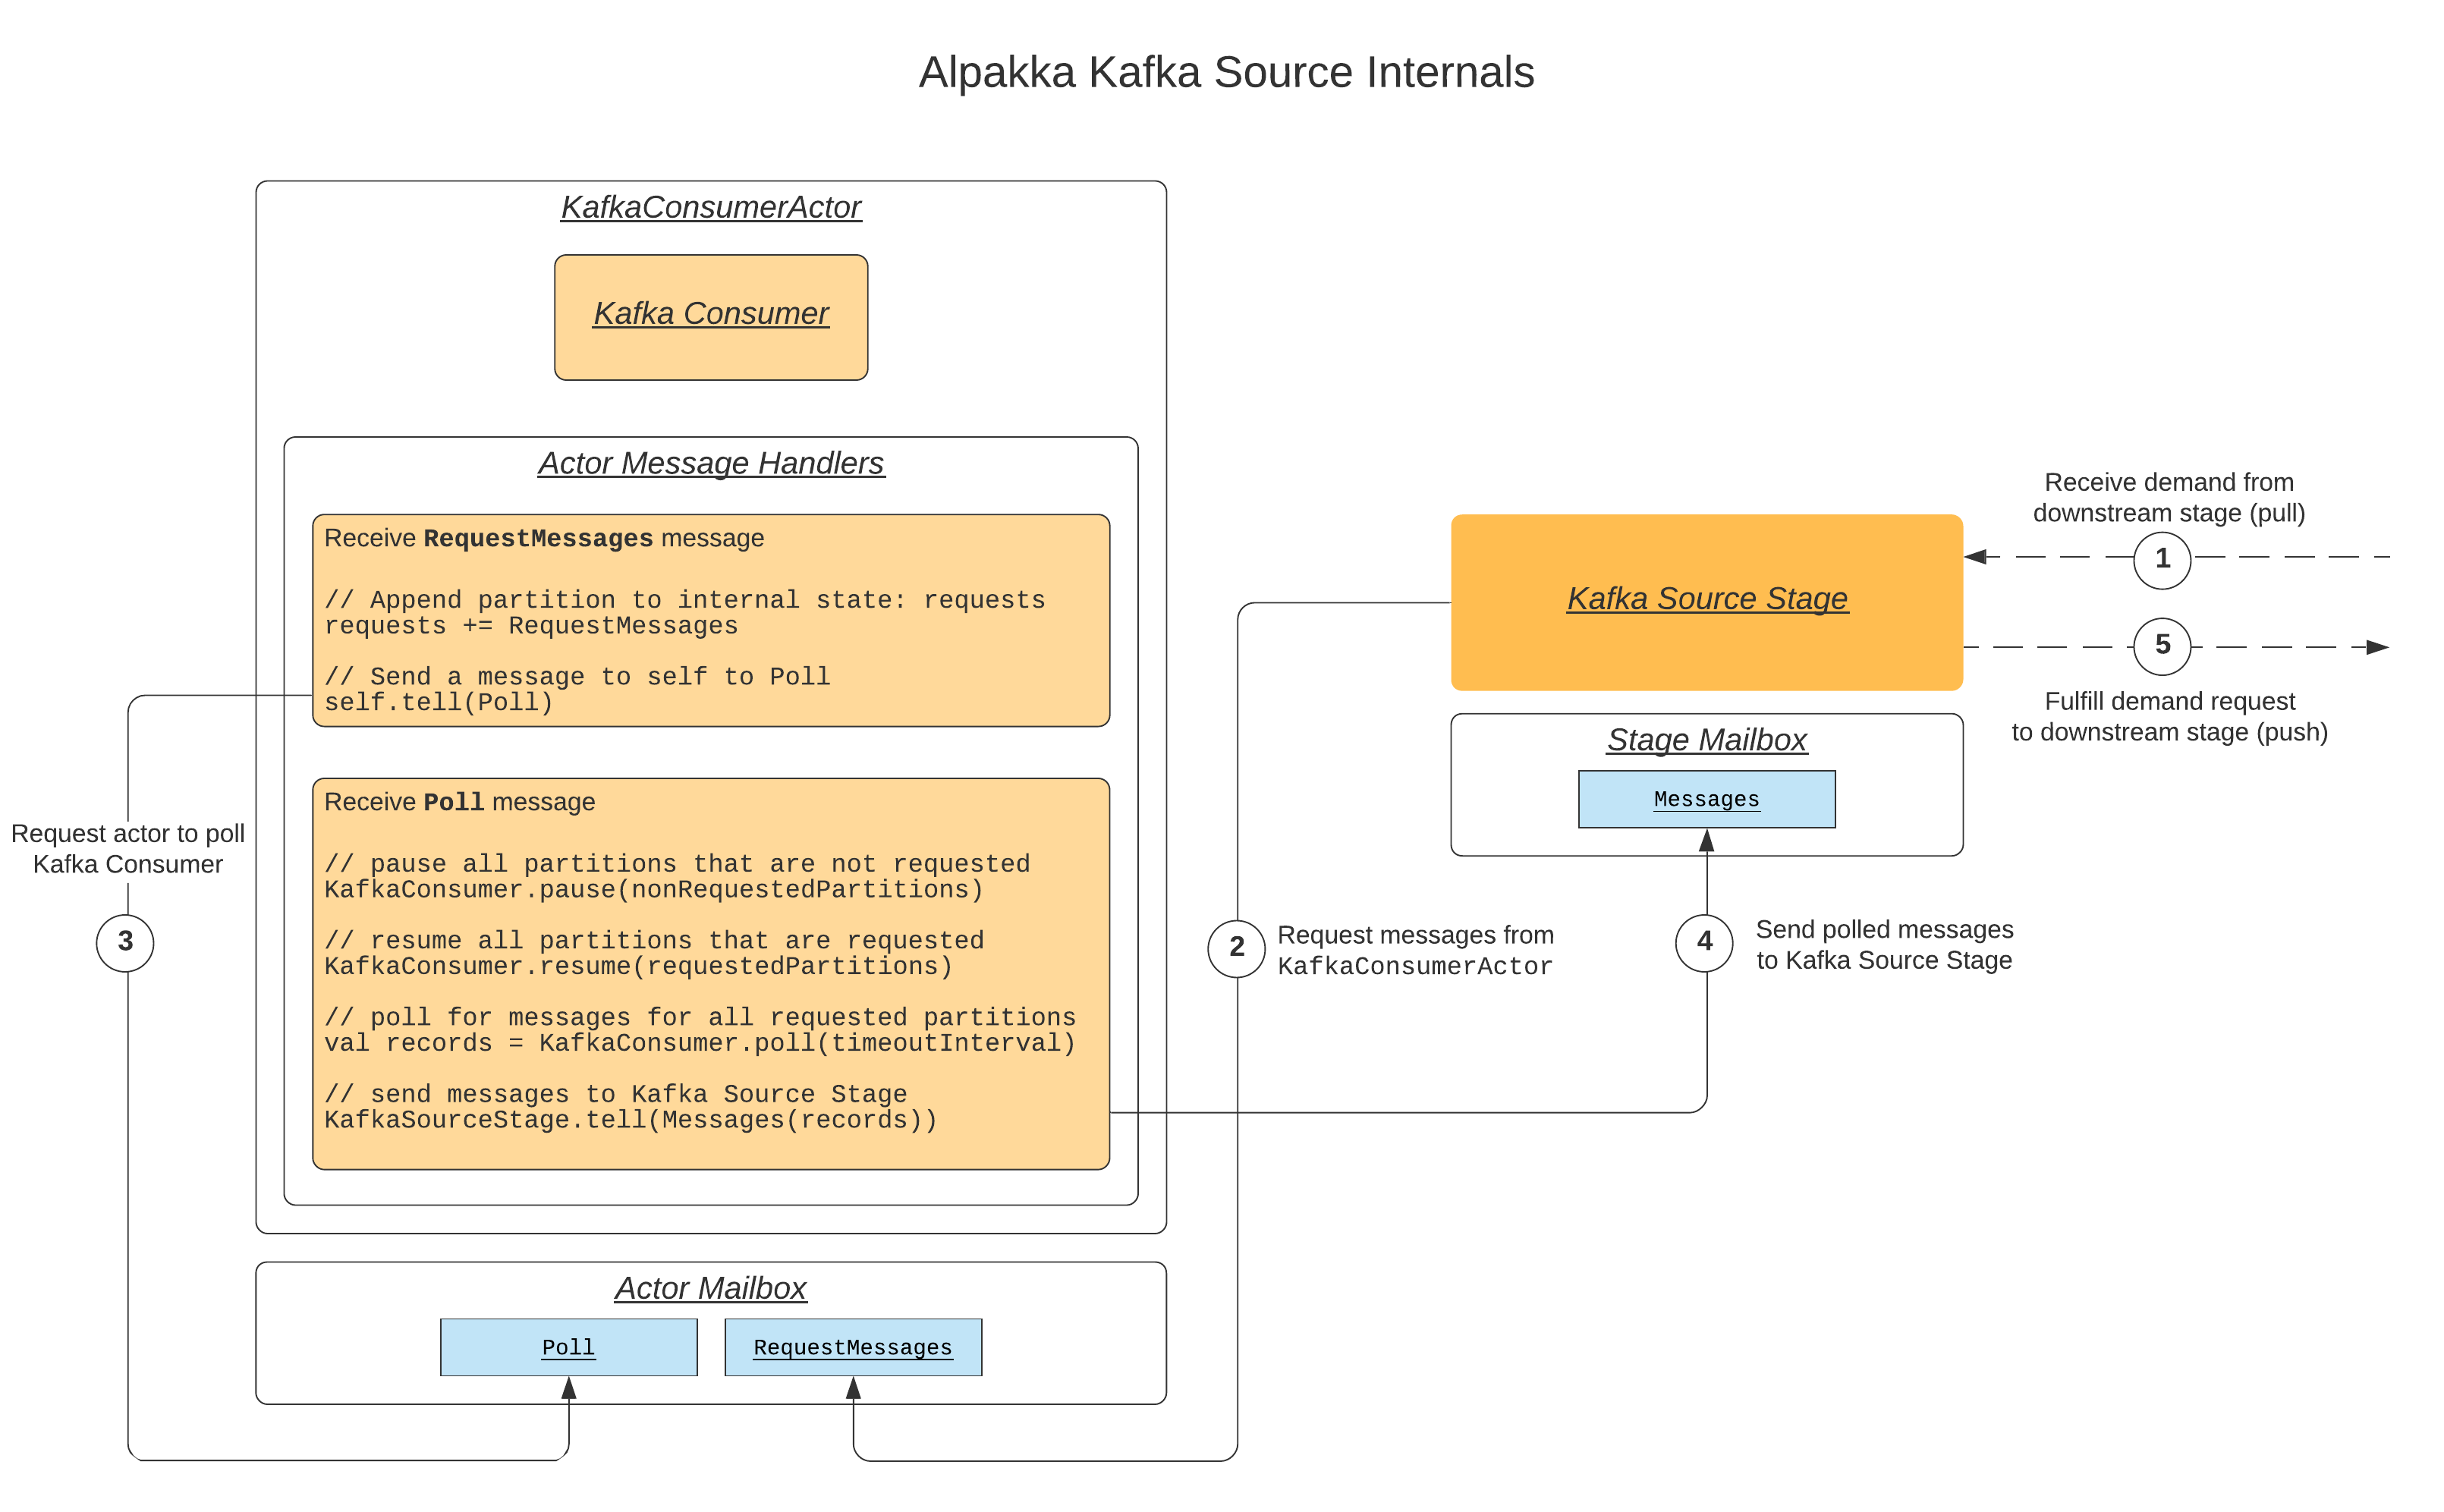 Alpakka Kafka Source Internals
KafkaConsumerActor
Kafka Consumer
Actor Message Handlers
Receive RequestMessages message
// Append partition to internal state: requests
requests += RequestMessages
// Send a message to self to Poll
self.tell(Poll)
Receive Poll message
// pause all partitions that are not requested
KafkaConsumer.pause(nonRequestedPartitions)
// resume all partitions that are requested
KafkaConsumer.resume(requestedPartitions)
// poll for messages for all requested partitions
val records = KafkaConsumer.poll(timeoutInterval)
// send messages to Kafka Source Stage
KafkaSourceStage.tell(Messages(records))
Request actor to poll
Kafka Consumer
3
Actor Mailbox
Poll
RequestMessages
2
Request messages from
KafkaConsumerActor
Kafka Source Stage
Stage Mailbox
Messages
4
Send polled messages
to Kafka Source Stage
Receive demand from
downstream stage (pull)
1
5
Fulfill demand request
to downstream stage (push)